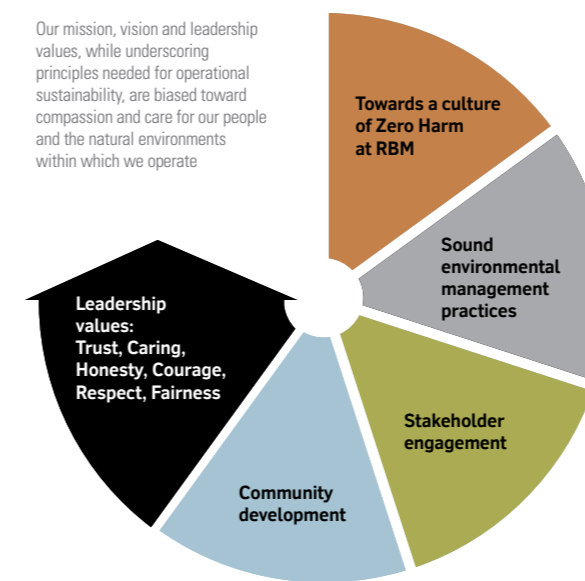 Our mission, vision and leadership
values, while underscoring
principles needed for operational
sustainability, are biased toward
compassion and care for our people
and the natural environments
within which we operate
Towards a culture
of Zero Harm
at RBM
Sound
environmental
management
practices
Stakeholder
engagement
Community
development
Leadership
values:
Trust, Caring,
Honesty, Courage,
Respect, Fairness